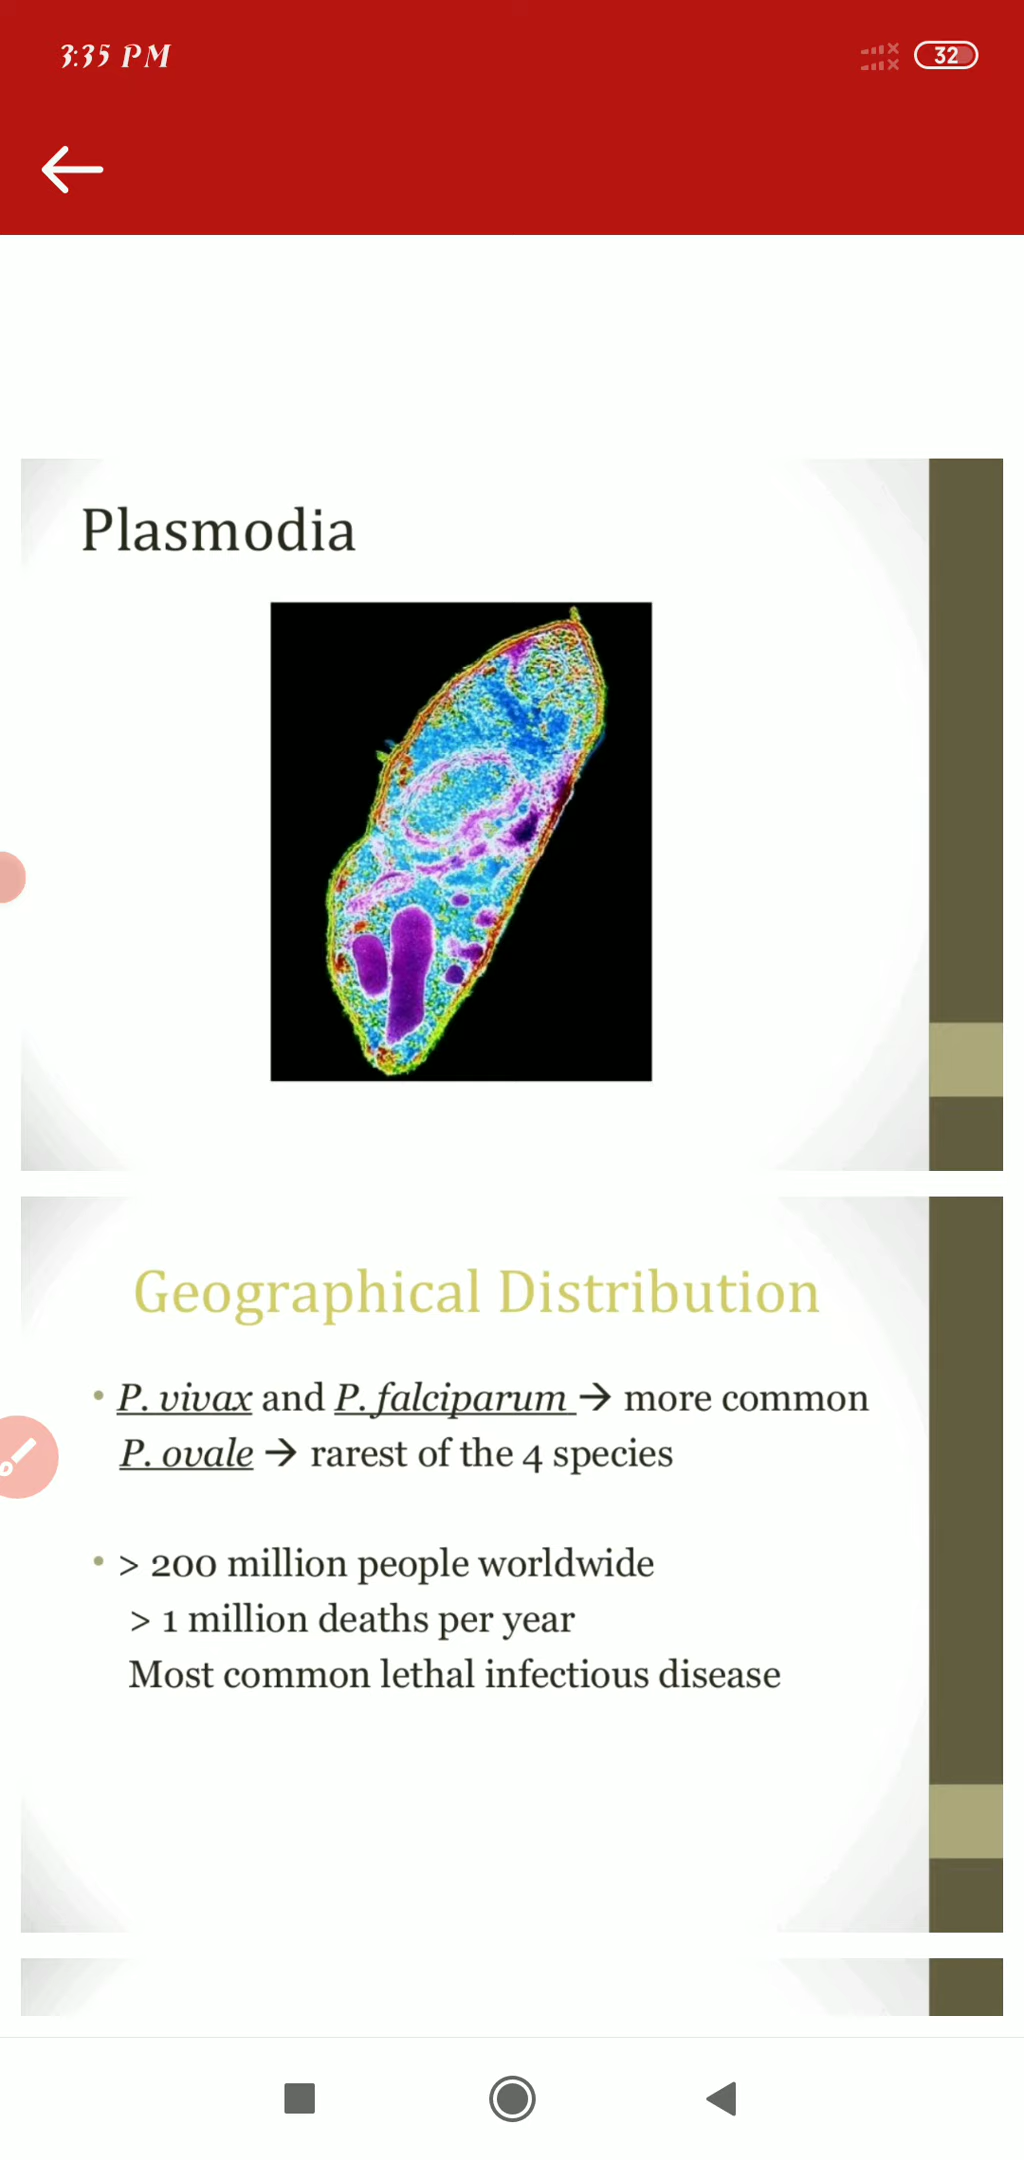 3:35 PM
32
Plasmodia
Geographical Distribution
• P. vivax and P. falciparum → more common
P. ovale → rarest of the 4 species
• > 200 million people worldwide
> 1 million deaths per year
Most common lethal infectious disease